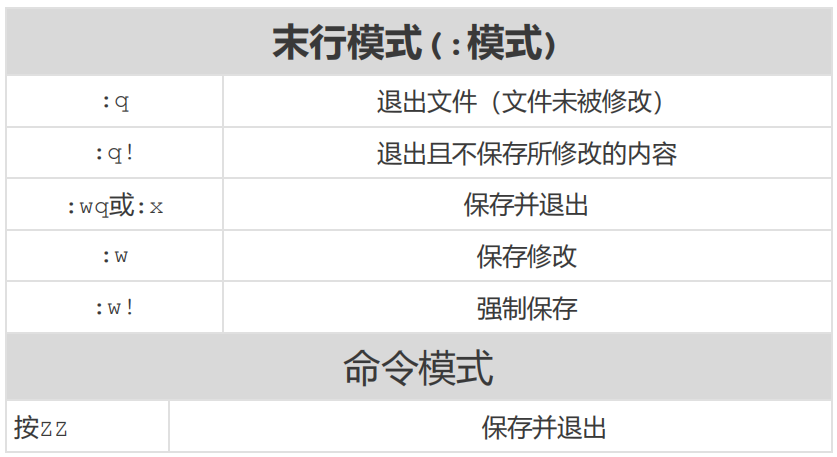 末行模式(:模式)
:q 退出文件（文件未被修改）
:q! 退出且不保存所修改的内容
:wq或:x 保存并退出
:w 保存修改
:w! 强制保存
命令模式
按ZZ 保存并退出